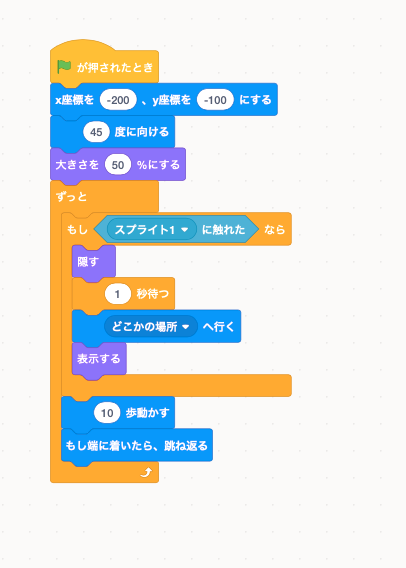 が押されたとき
x座標を -200 、y座標を -100 にする
45 度に向ける
大きさを 50 %にする
ずっと
もし スプライト1 に触れた なら
隠す
1 秒待つ
どこかの場所 へ行く
表示する
10 歩動かす
もし端に着いたら、跳ね返る